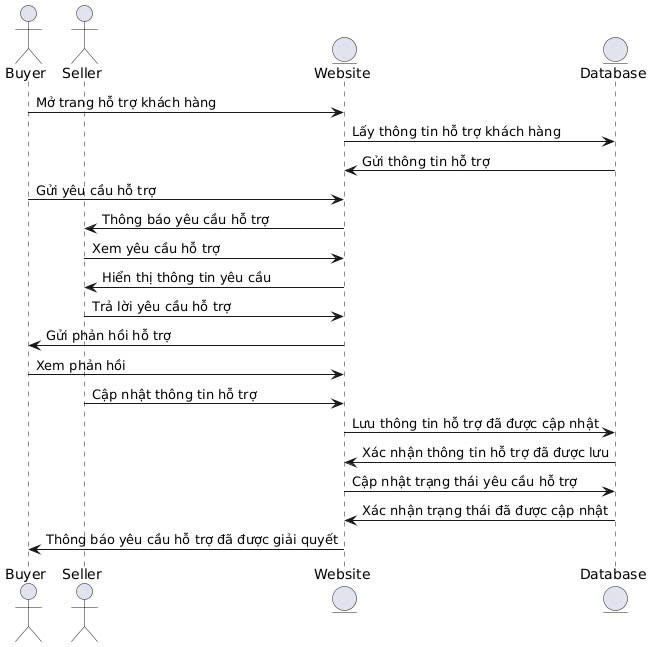 Buyer Seller Website Database
Mở trang hỗ trợ khách hàng
Lấy thông tin hỗ trợ khách hàng
Gửi thông tin hỗ trợ
Gửi yêu cầu hỗ trợ
Thông báo yêu cầu hỗ trợ
Xem yêu cầu hỗ trợ
Hiển thị thông tin yêu cầu
Trả lời yêu cầu hỗ trợ
Gửi phản hồi hỗ trợ
Xem phản hồi
Cập nhật thông tin hỗ trợ
Lưu thông tin hỗ trợ đã được cập nhật
Xác nhận thông tin hỗ trợ đã được lưu
Cập nhật trạng thái yêu cầu hỗ trợ
Xác nhận trạng thái đã được cập nhật
Thông báo yêu cầu hỗ trợ đã được giải quyết
Buyer Seller Website Database